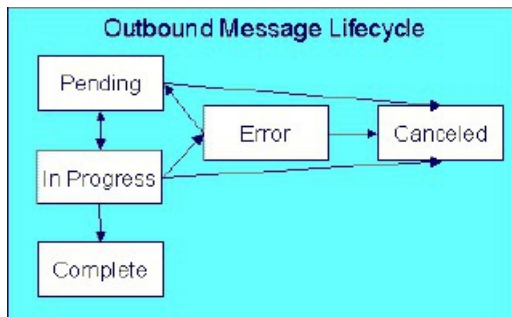 Outbound Message Lifecycle
Pending
Error
Canceled
In Progress
Complete